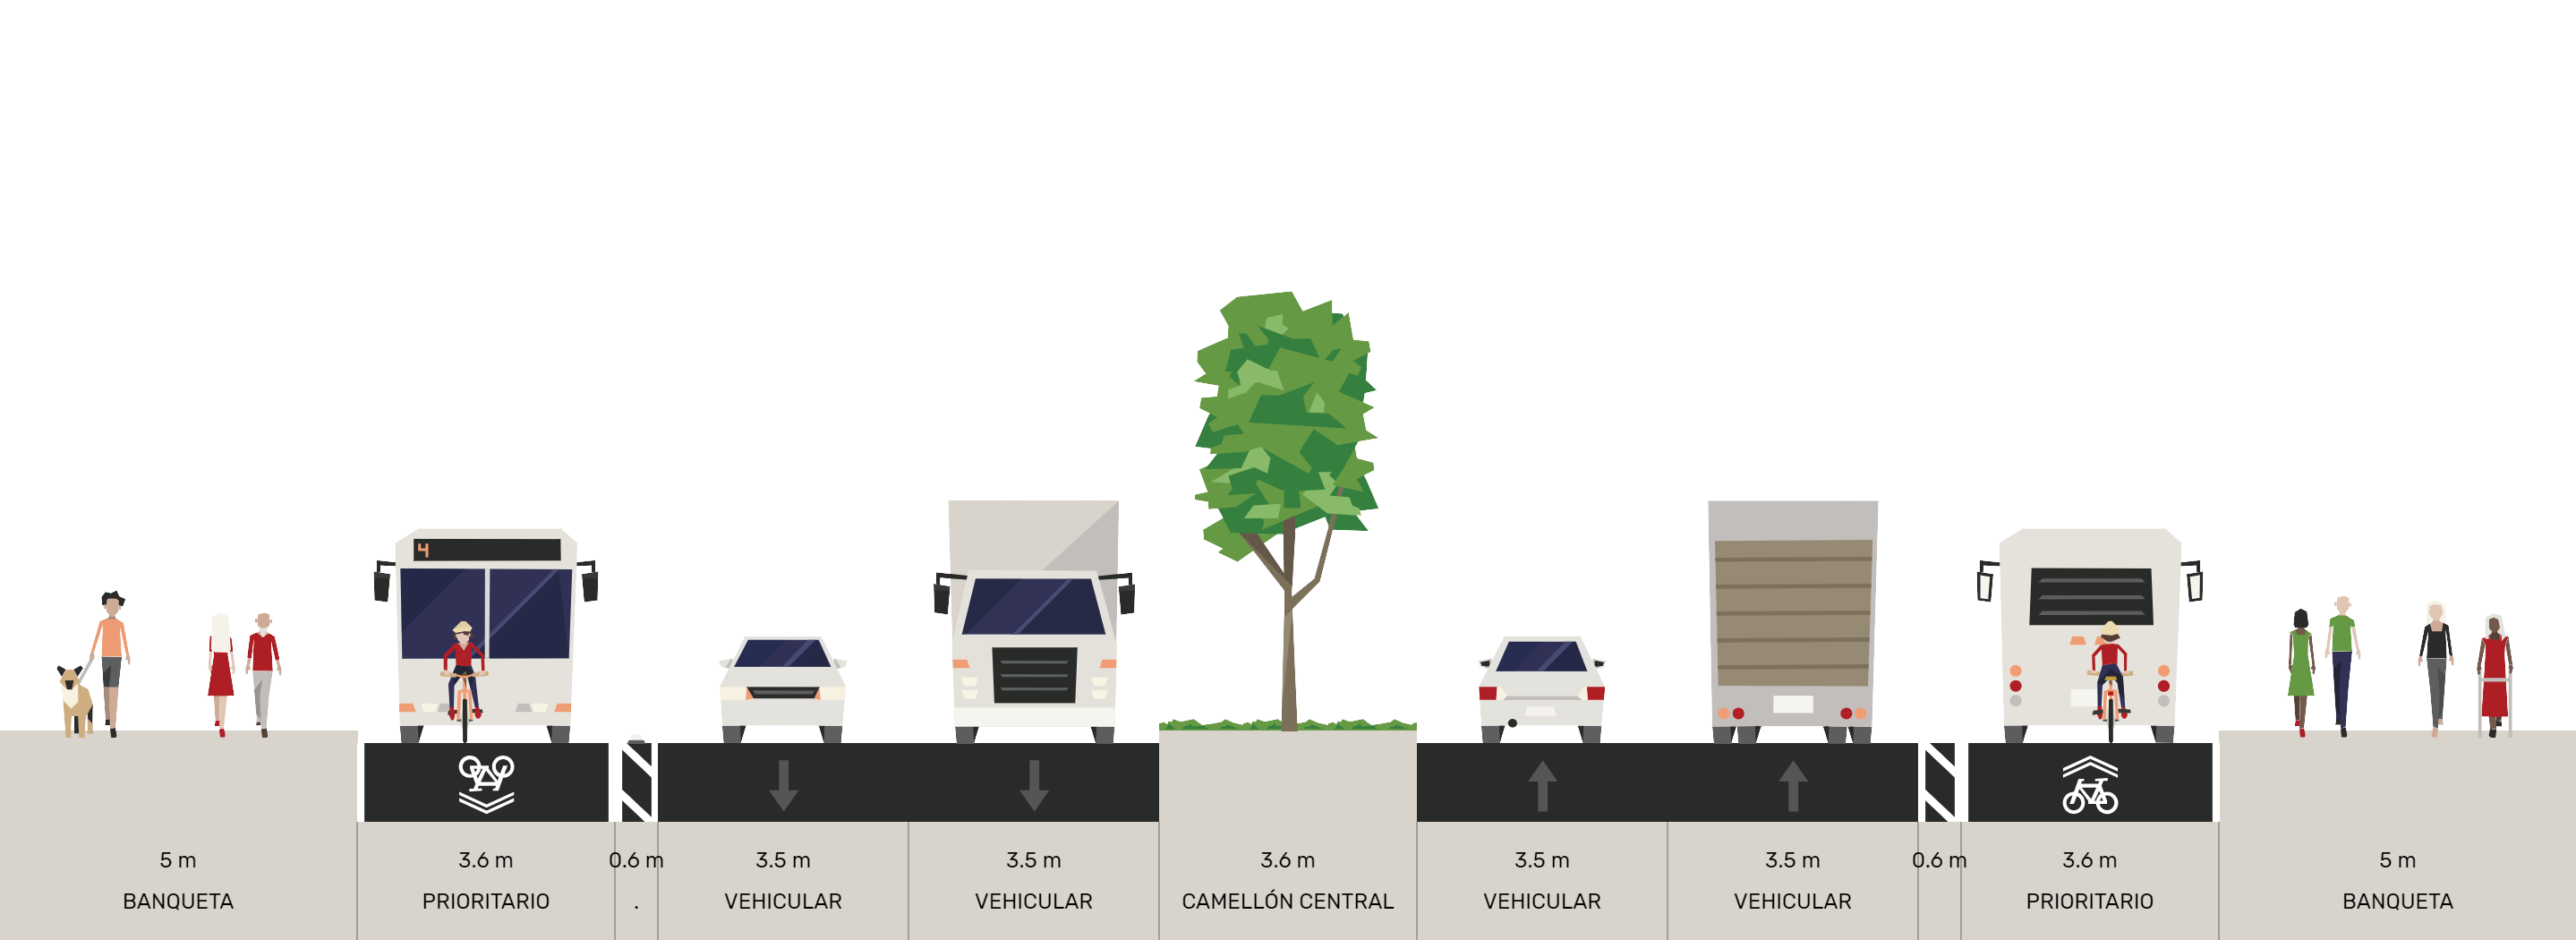 4
5 m
BANQUETA
3.6 m
PRIORITARIO
0.6 m
.
3.5 m
VEHICULAR
3.5 m
VEHICULAR
3.6 m
CAMELLÓN CENTRAL
3.5 m
VEHICULAR
3.5 m
VEHICULAR
0.6 m
3.6 m
PRIORITARIO
5 m
BANQUETA